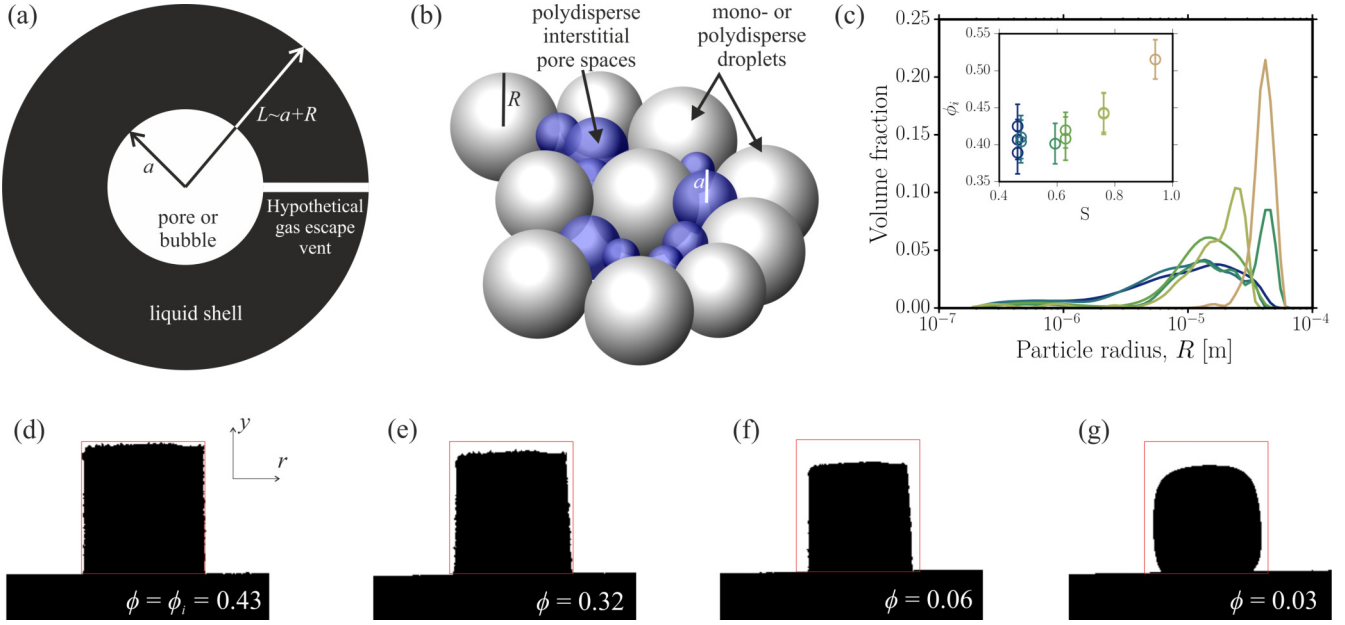 (a)
L~a+R
a
pore or
bubble
Hypothetical
gas escape
vent
liquid shell
(b)
polydisperse
interstitial
pore spaces
mono- or
polydisperse
droplets
R
a
(c)
Volume fraction
0.25
0.20
0.15
0.10
0.05
0.00
ϕi
0.55
0.50
0.45
0.40
0.35
0.4 0.6 0.8 1.0
S
10⁻⁷ 10⁻⁶ 10⁻⁵ 10⁻⁴
Particle radius, R [m]
(d)
y
r
ϕ = ϕi = 0.43
(e)
ϕ = 0.32
(f)
ϕ = 0.06
(g)
ϕ = 0.03